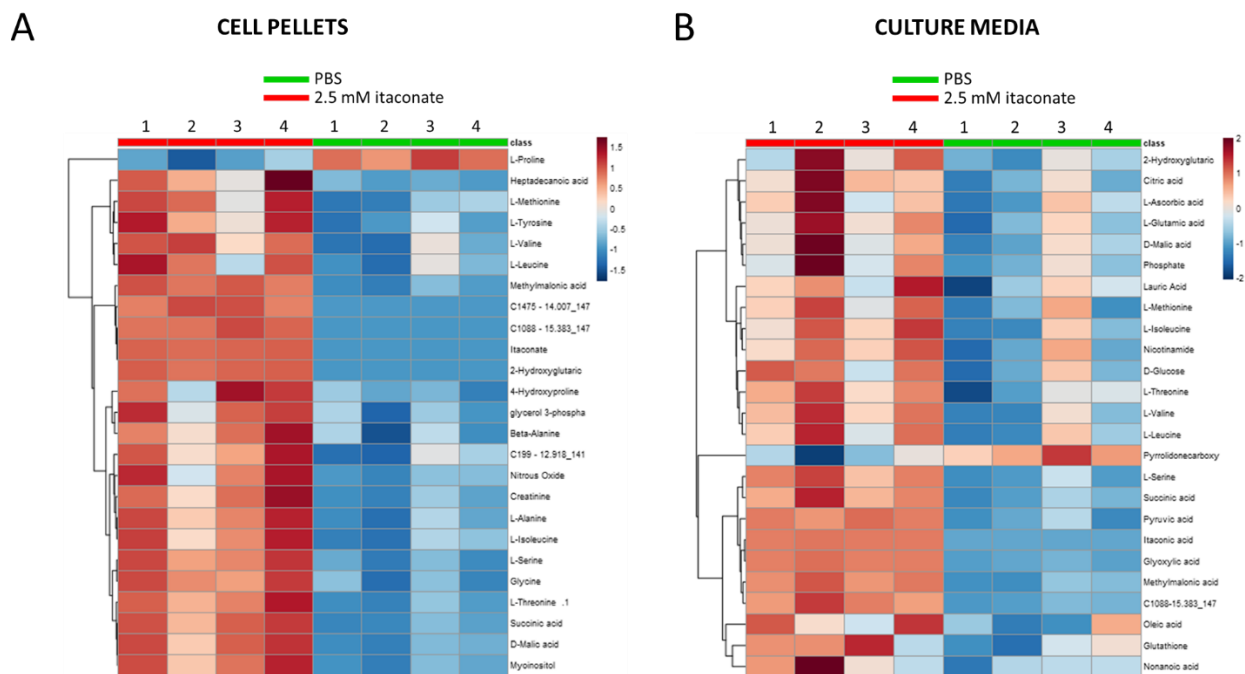 A
CELL PELLETS
PBS
2.5 mM itaconate
1 2 3 4 1 2 3 4
class
L-Proline
Heptadecanoic acid
L-Methionine
L-Tyrosine
L-Valine
L-Leucine
Methylmalonic acid
C1475 - 14.007_147
C1088 - 15.383_147
Itaconate
2-Hydroxyglutaric
4-Hydroxyproline
glycerol 3-phospha
Beta-Alanine
C199 - 12.918_141
Nitrous Oxide
Creatinine
L-Alanine
L-Isoleucine
L-Serine
Glycine
L-Threonine .1
Succinic acid
D-Malic acid
Myoinositol
1.5
1
0.5
0
-0.5
-1
-1.5
B
CULTURE MEDIA
PBS
2.5 mM itaconate
1 2 3 4 1 2 3 4
class
2-Hydroxyglutaric
Citric acid
L-Ascorbic acid
L-Glutamic acid
D-Malic acid
Phosphate
Lauric Acid
L-Methionine
L-Isoleucine
Nicotinamide
D-Glucose
L-Threonine
L-Valine
L-Leucine
Pyrrolidonecarboxy
L-Serine
Succinic acid
Pyruvic acid
Itaconic acid
Glyoxylic acid
Methylmalonic acid
C1088-15.383_147
Oleic acid
Glutathione
Nonanoic acid
2
1
0
-1
-2